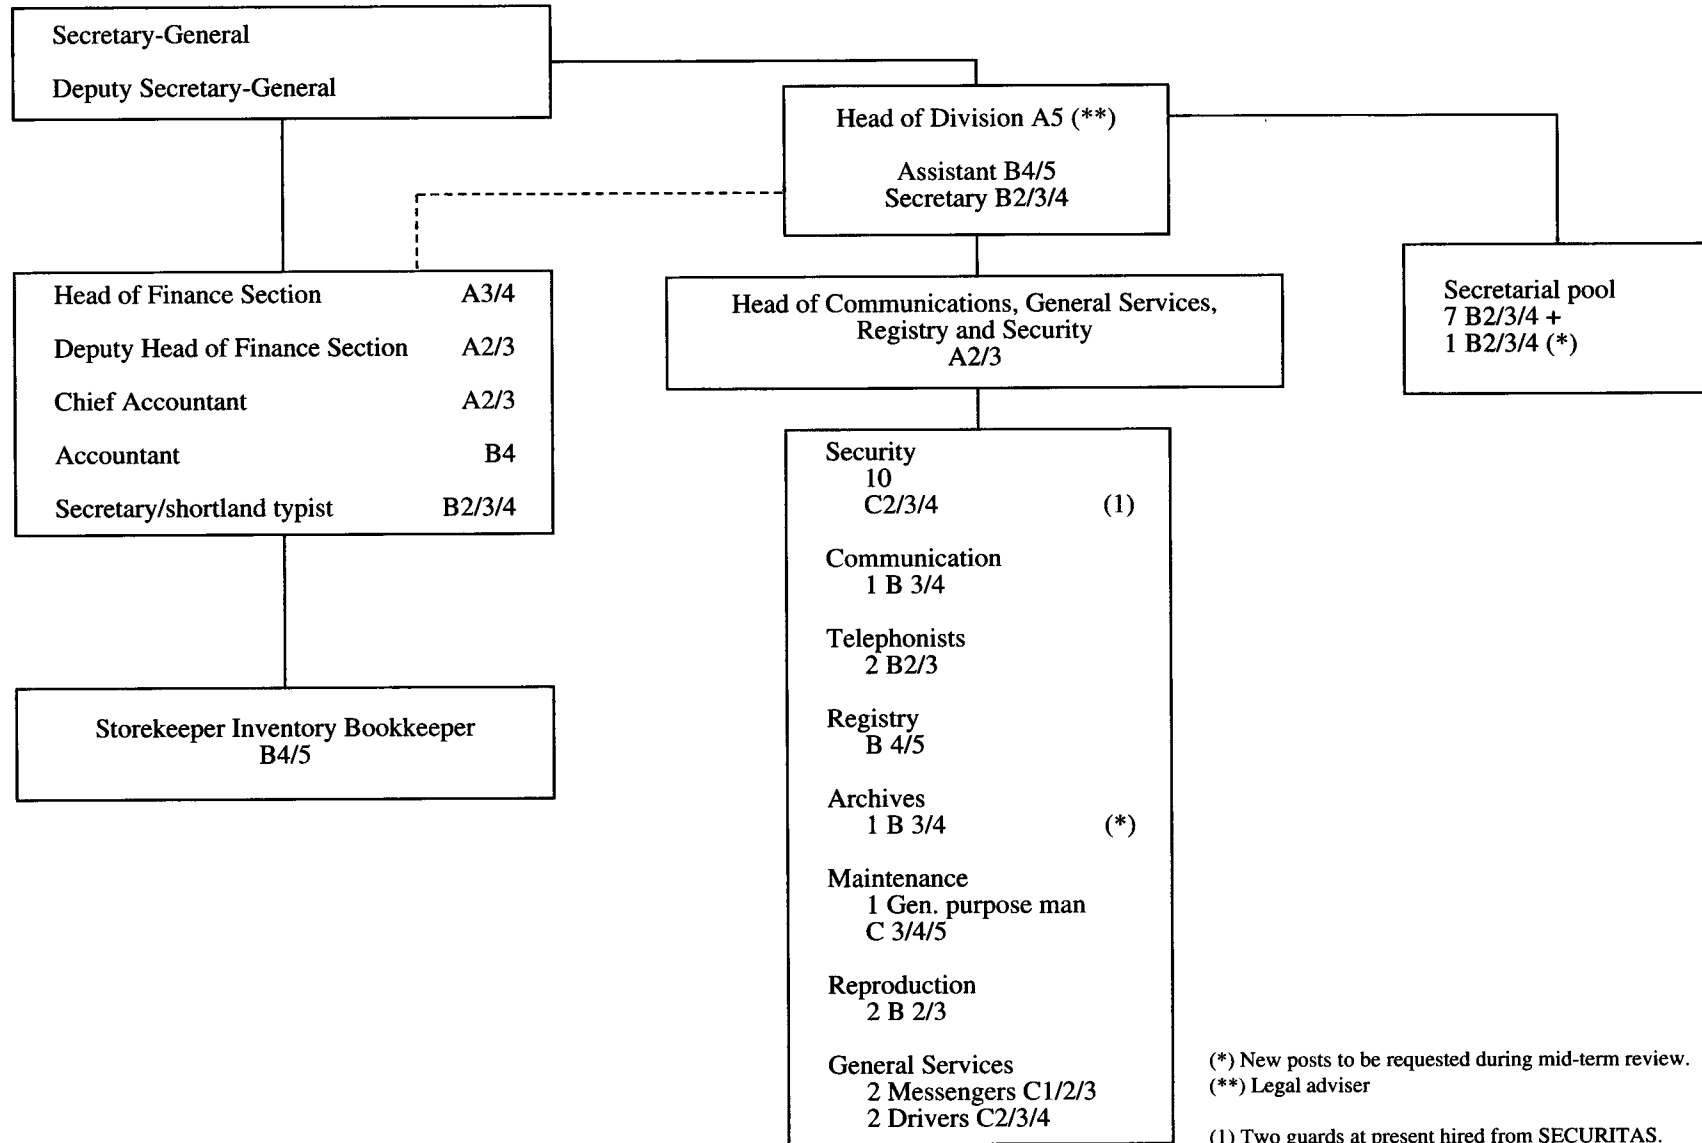 Secretary-General
Deputy Secretary-General
Head of Division A5 (**)
Assistant B4/5
Secretary B2/3/4
Head of Finance Section A3/4
Deputy Head of Finance Section A2/3
Chief Accountant A2/3
Accountant B4
Secretary/shortland typist B2/3/4
Head of Communications, General Services,
Registry and Security
A2/3
Secretarial pool
7 B2/3/4 +
1 B2/3/4 (*)
Storekeeper Inventory Bookkeeper
B4/5
Security
10
C2/3/4 (1)
Communication
1 B 3/4
Telephonists
2 B2/3
Registry
B 4/5
Archives
1 B 3/4 (*)
Maintenance
1 Gen. purpose man
C 3/4/5
Reproduction
2 B 2/3
General Services
2 Messengers C1/2/3
2 Drivers C2/3/4
(*) New posts to be requested during mid-term review.
(**) Legal adviser
(1) Two guards at present hired from SECURITAS.